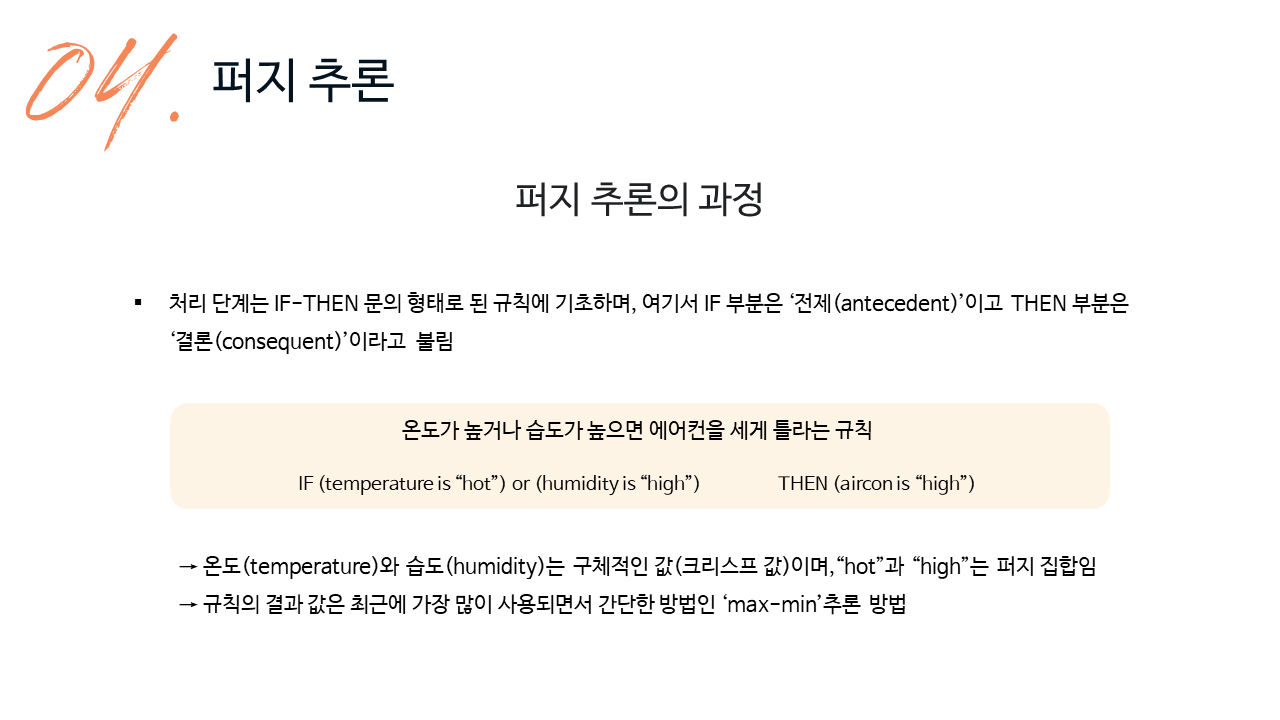 04.
퍼지 추론
퍼지 추론의 과정
▪ 처리 단계는 IF-THEN 문의 형태로 된 규칙에 기초하며, 여기서 IF 부분은 ‘전제(antecedent)’이고 THEN 부분은
‘결론(consequent)’이라고 불림
온도가 높거나 습도가 높으면 에어컨을 세게 틀라는 규칙
IF (temperature is “hot”) or (humidity is “high”) THEN (aircon is “high”)
→ 온도(temperature)와 습도(humidity)는 구체적인 값(크리스프 값)이며,“hot”과 “high”는 퍼지 집합임
→ 규칙의 결과 값은 최근에 가장 많이 사용되면서 간단한 방법인 ‘max-min’추론 방법